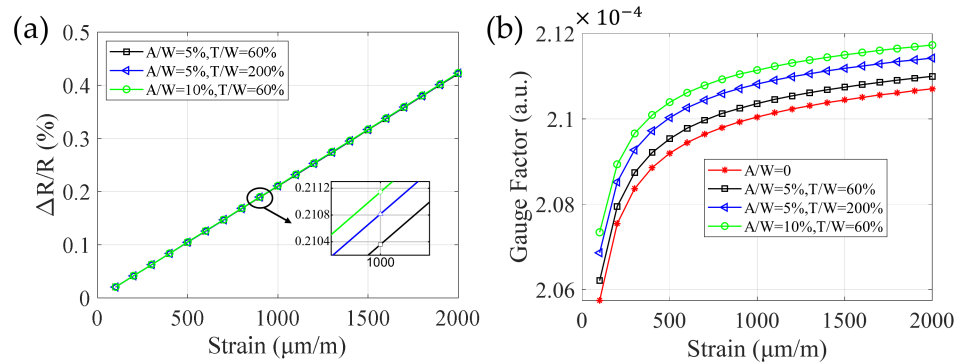 (a)
A/W=5%,T/W=60%
A/W=5%,T/W=200%
A/W=10%,T/W=60%
0.5
0.4
0.3
0.2
0.1
0
ΔR/R (%)
0.2112
0.2108
0.2104
1000
0 500 1000 1500 2000
Strain (μm/m)
(b)
×10⁻⁴
2.12
2.1
2.08
2.06
Gauge Factor (a.u.)
A/W=0
A/W=5%,T/W=60%
A/W=5%,T/W=200%
A/W=10%,T/W=60%
0 500 1000 1500 2000
Strain (μm/m)